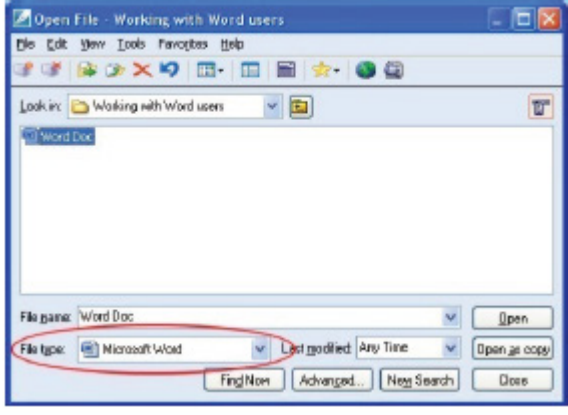 Open File - Working with Word users
File Edit View Tools Favorites Help
Look in: Working with Word users
Word Doc
File name: Word Doc Open
File type: Microsoft Word Last modified: Any Time Open as copy
Find Now Advanced... New Search Close